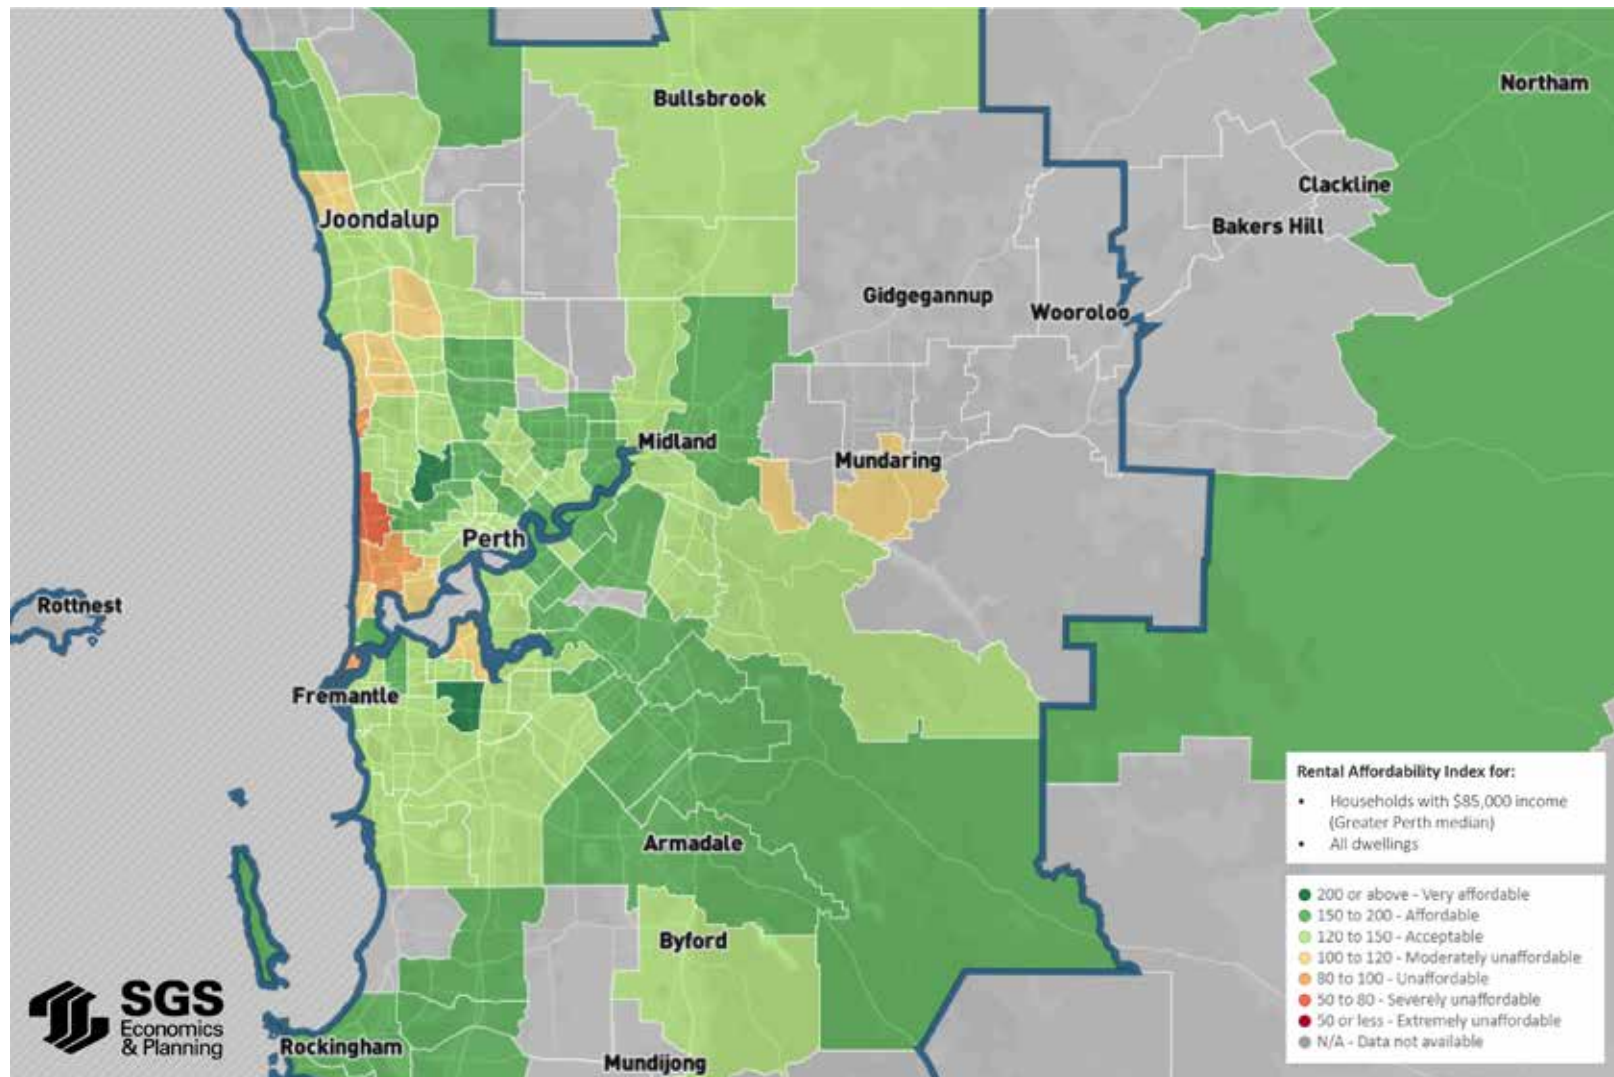 Northam
Bullsbrook
Clackline
Joondalup
Bakers Hill
Gidgegannup
Wooroloo
Midland
Mundaring
Perth
Rottnest
Fremantle
Rental Affordability Index for:
• Households with $85,000 income
(Greater Perth median)
• All dwellings
Armadale
200 or above - Very affordable
150 to 200 - Affordable
120 to 150 - Acceptable
100 to 120 - Moderately unaffordable
80 to 100 - Unaffordable
50 to 80 - Severely unaffordable
50 or less - Extremely unaffordable
N/A - Data not available
Byford
SGS
Economics
& Planning
Rockingham
Mundijong